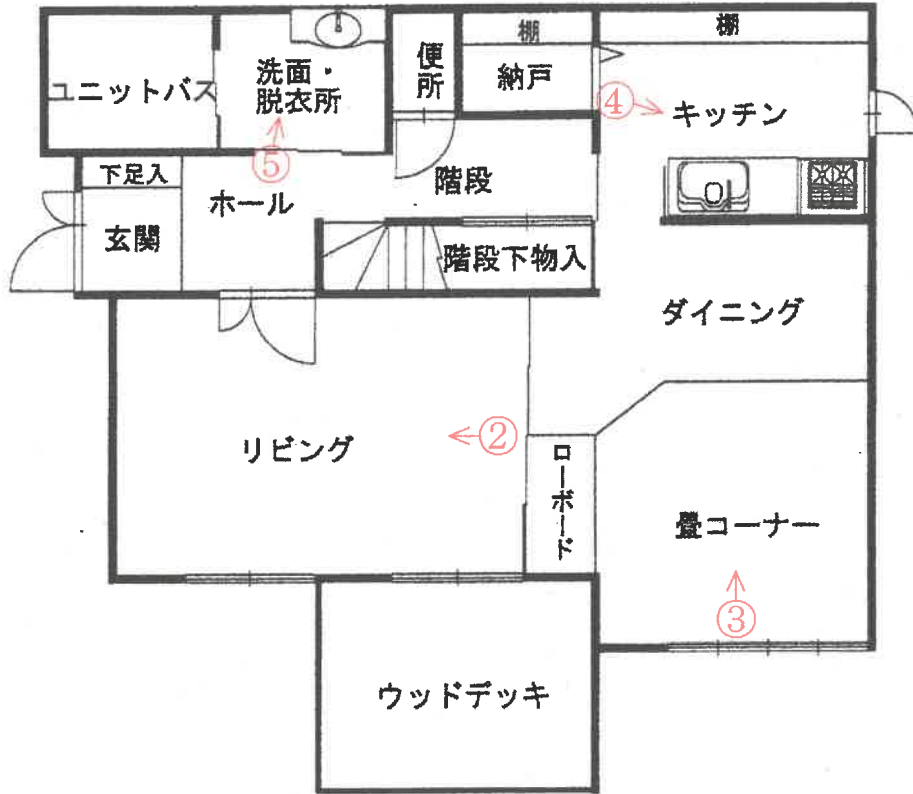 棚
棚
ユニットバス
洗面・
脱衣所
便所
納戸
④
キッチン
⑤
下足入
ホール
階段
玄関
階段下物入
ダイニング
リビング
②
ローボード
畳コーナー
③
ウッドデッキ